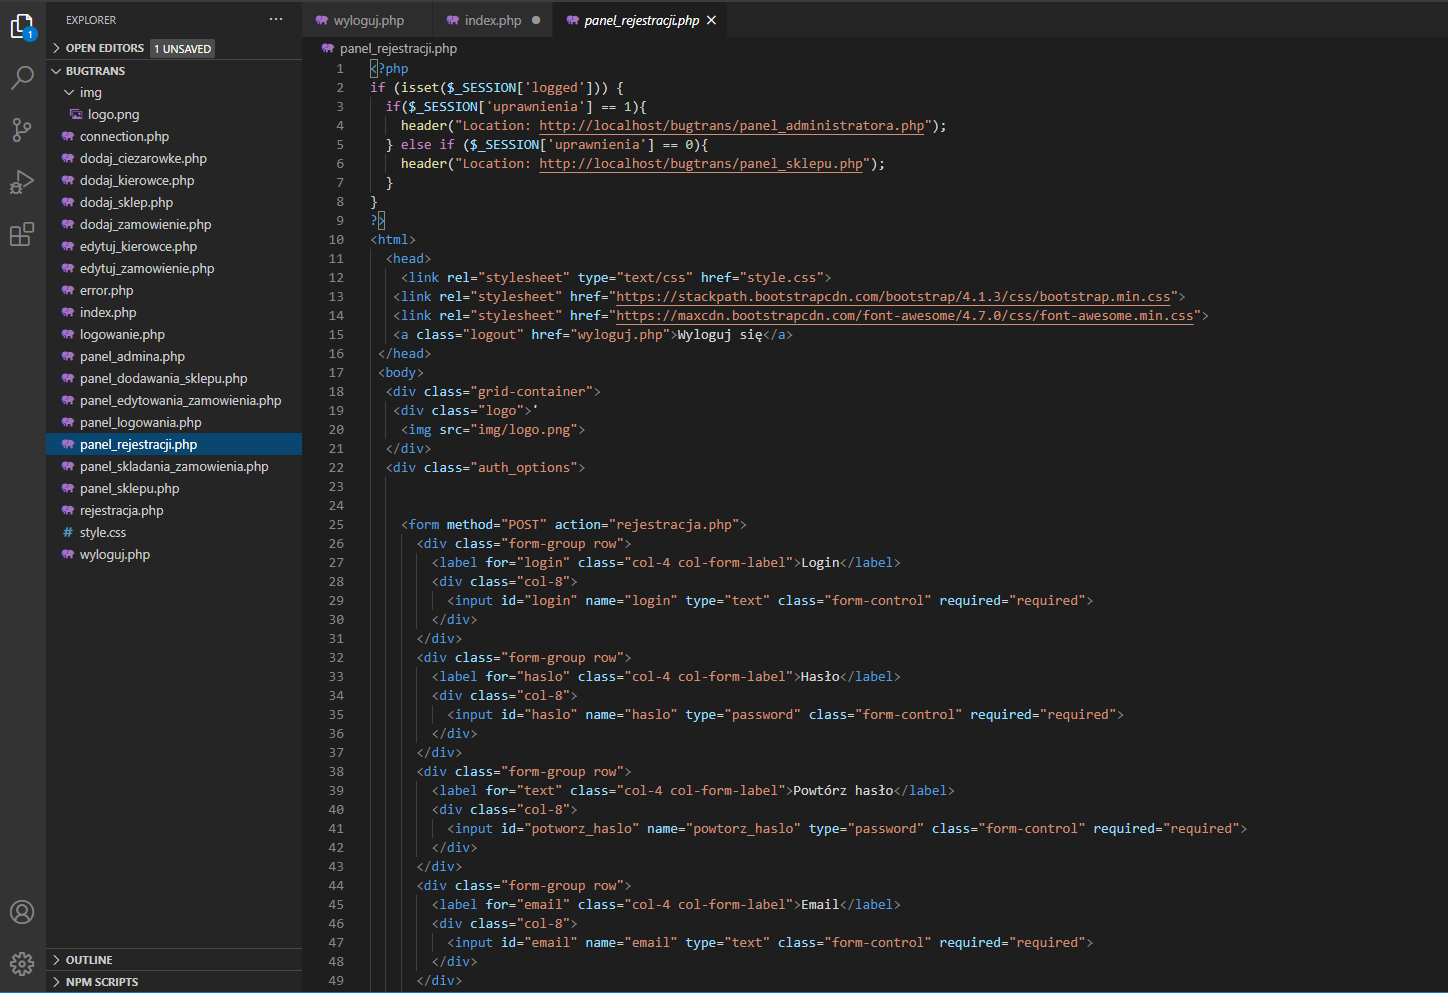 EXPLORER ···
OPEN EDITORS 1 UNSAVED
BUGTRANS
img
logo.png
connection.php
dodaj_ciezarowke.php
dodaj_kierowce.php
dodaj_sklep.php
dodaj_zamowienie.php
edytuj_kierowce.php
edytuj_zamowienie.php
error.php
index.php
logowanie.php
panel_admina.php
panel_dodawania_sklepu.php
panel_edytowania_zamowienia.php
panel_logowania.php
panel_rejestracji.php
panel_skladania_zamowienia.php
panel_sklepu.php
rejestracja.php
# style.css
wyloguj.php
OUTLINE
NPM SCRIPTS
1
wyloguj.php index.php panel_rejestracji.php
panel_rejestracji.php
1 <?php
2 if (isset($_SESSION['logged'])) {
3 if($_SESSION['uprawnienia'] == 1){
4 header("Location: http://localhost/bugtrans/panel_administratora.php");
5 } else if ($_SESSION['uprawnienia'] == 0){
6 header("Location: http://localhost/bugtrans/panel_sklepu.php");
7 }
8 }
9 ?>
10 <html>
11 <head>
12 <link rel="stylesheet" type="text/css" href="style.css">
13 <link rel="stylesheet" href="https://stackpath.bootstrapcdn.com/bootstrap/4.1.3/css/bootstrap.min.css">
14 <link rel="stylesheet" href="https://maxcdn.bootstrapcdn.com/font-awesome/4.7.0/css/font-awesome.min.css">
15 <a class="logout" href="wyloguj.php">Wyloguj się</a>
16 </head>
17 <body>
18 <div class="grid-container">
19 <div class="logo">'
20 <img src="img/logo.png">
21 </div>
22 <div class="auth_options">
23
24
25 <form method="POST" action="rejestracja.php">
26 <div class="form-group row">
27 <label for="login" class="col-4 col-form-label">Login</label>
28 <div class="col-8">
29 <input id="login" name="login" type="text" class="form-control" required="required">
30 </div>
31 </div>
32 <div class="form-group row">
33 <label for="haslo" class="col-4 col-form-label">Hasło</label>
34 <div class="col-8">
35 <input id="haslo" name="haslo" type="password" class="form-control" required="required">
36 </div>
37 </div>
38 <div class="form-group row">
39 <label for="text" class="col-4 col-form-label">Powtórz hasło</label>
40 <div class="col-8">
41 <input id="potworz_haslo" name="powtorz_haslo" type="password" class="form-control" required="required">
42 </div>
43 </div>
44 <div class="form-group row">
45 <label for="email" class="col-4 col-form-label">Email</label>
46 <div class="col-8">
47 <input id="email" name="email" type="text" class="form-control" required="required">
48 </div>
49 </div>